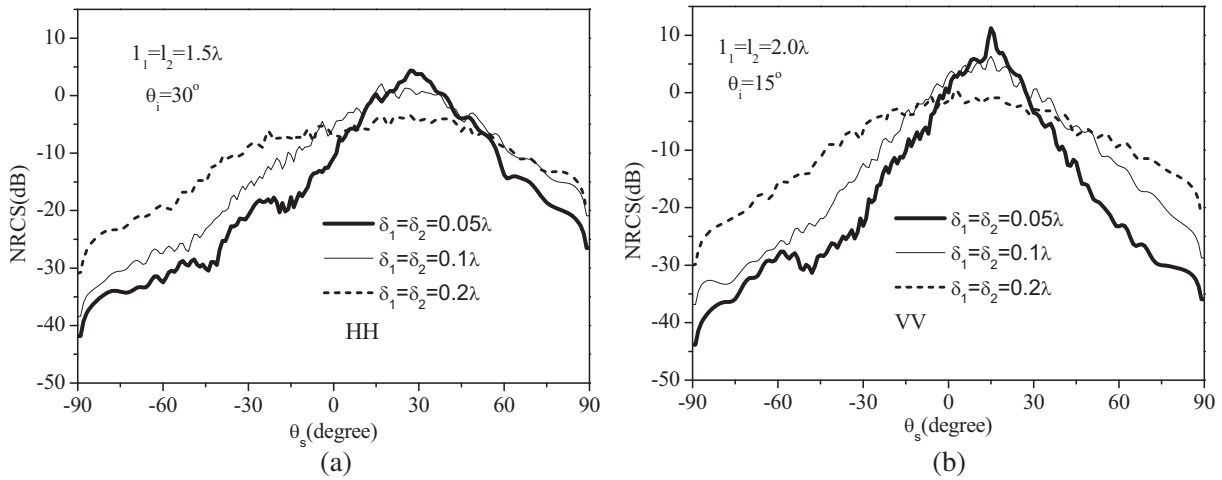 10
0
-10
-20
-30
-40
-50
NRCS(dB)
l₁=l₂=1.5λ
θᵢ=30°
δ₁=δ₂=0.05λ
δ₁=δ₂=0.1λ
δ₁=δ₂=0.2λ
HH
-90 -60 -30 0 30 60 90
θₛ(degree)
(a)
10
0
-10
-20
-30
-40
-50
NRCS(dB)
l₁=l₂=2.0λ
θᵢ=15°
δ₁=δ₂=0.05λ
δ₁=δ₂=0.1λ
δ₁=δ₂=0.2λ
VV
-90 -60 -30 0 30 60 90
θₛ(degree)
(b)